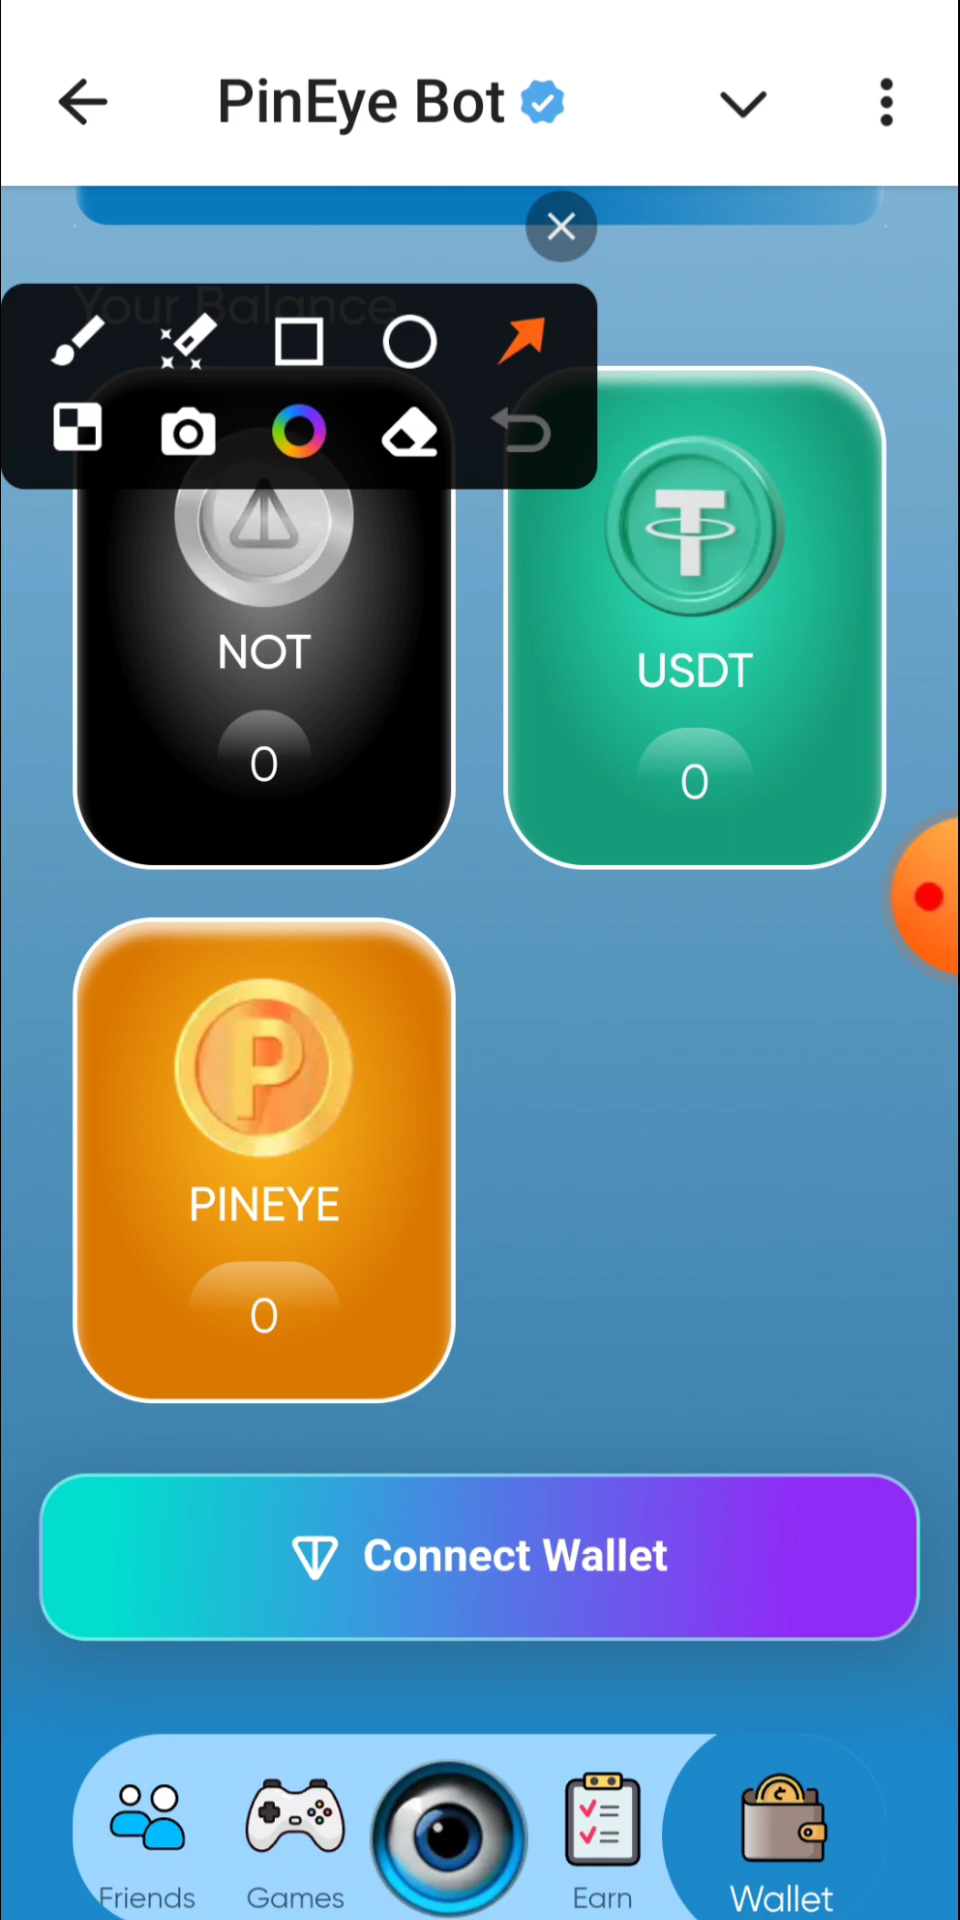 PinEye Bot
Your Balance
NOT
0
USDT
0
PINEYE
0
Connect Wallet
Friends
Games
Earn
Wallet